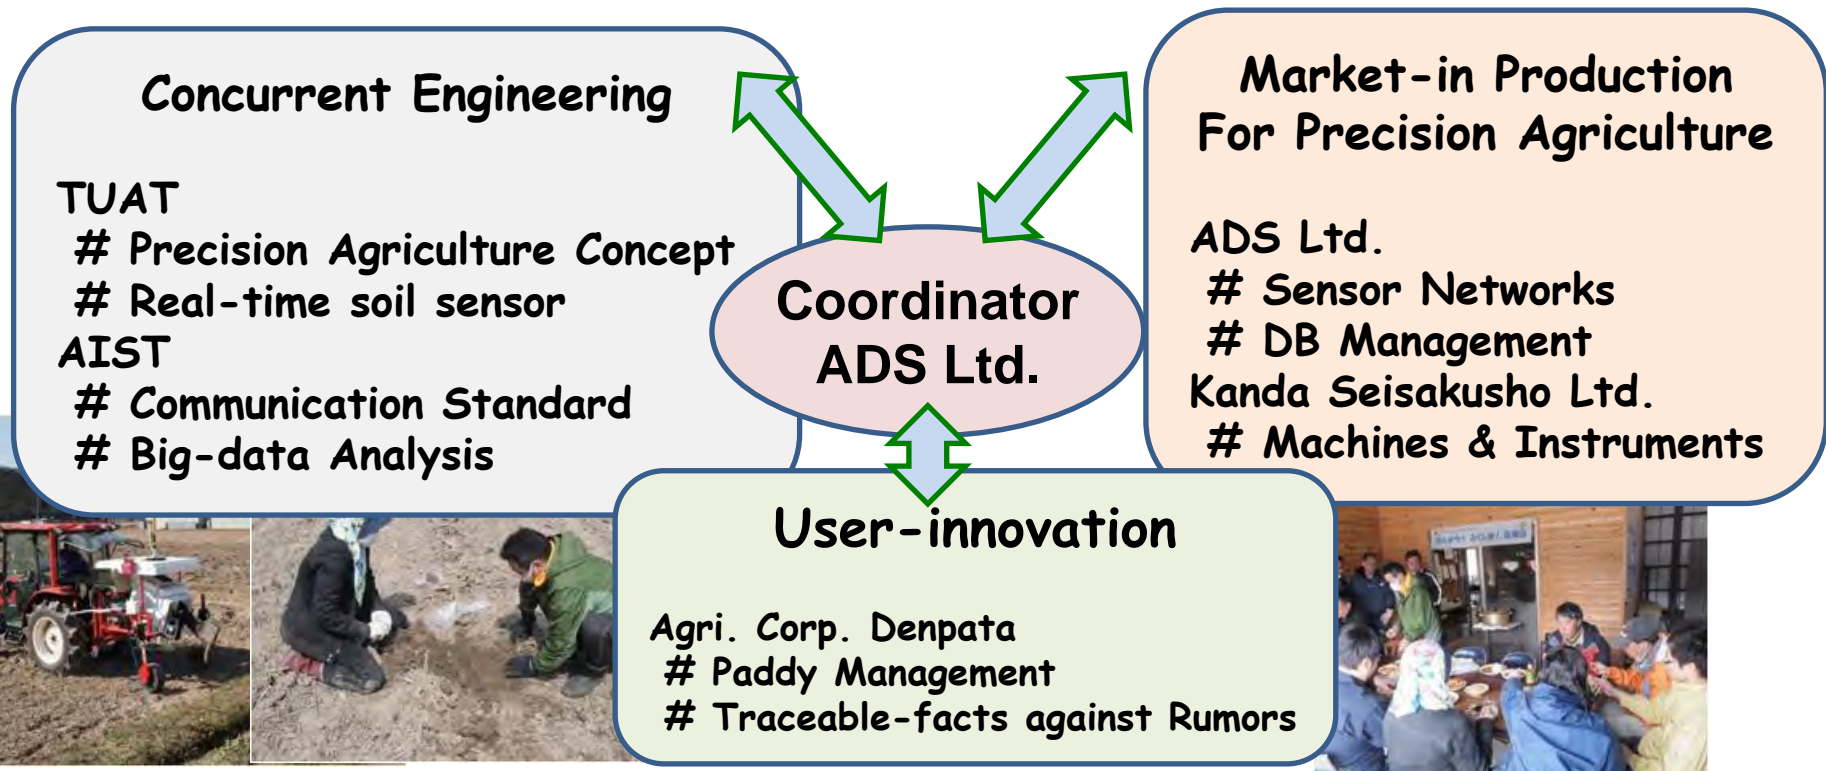 Concurrent Engineering
TUAT
# Precision Agriculture Concept
# Real-time soil sensor
AIST
# Communication Standard
# Big-data Analysis
Market-in Production
For Precision Agriculture
ADS Ltd.
# Sensor Networks
# DB Management
Kanda Seisakusho Ltd.
# Machines & Instruments
Coordinator
ADS Ltd.
User-innovation
Agri. Corp. Denpata
# Paddy Management
# Traceable-facts against Rumors